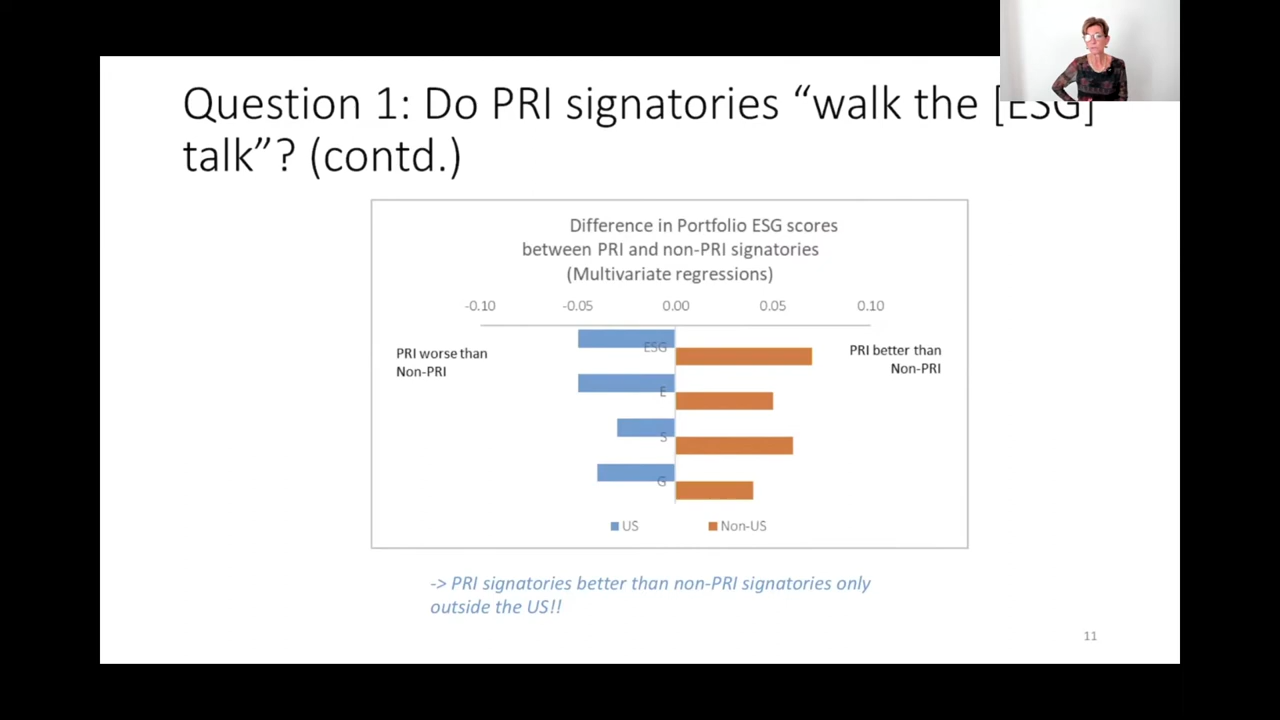 Question 1: Do PRI signatories “walk the [ESG]
talk”? (contd.)
Difference in Portfolio ESG scores
between PRI and non-PRI signatories
(Multivariate regressions)
-0.10 -0.05 0.00 0.05 0.10
PRI worse than
Non-PRI
PRI better than
Non-PRI
ESG
E
S
G
US Non-US
-> PRI signatories better than non-PRI signatories only
outside the US!!
11